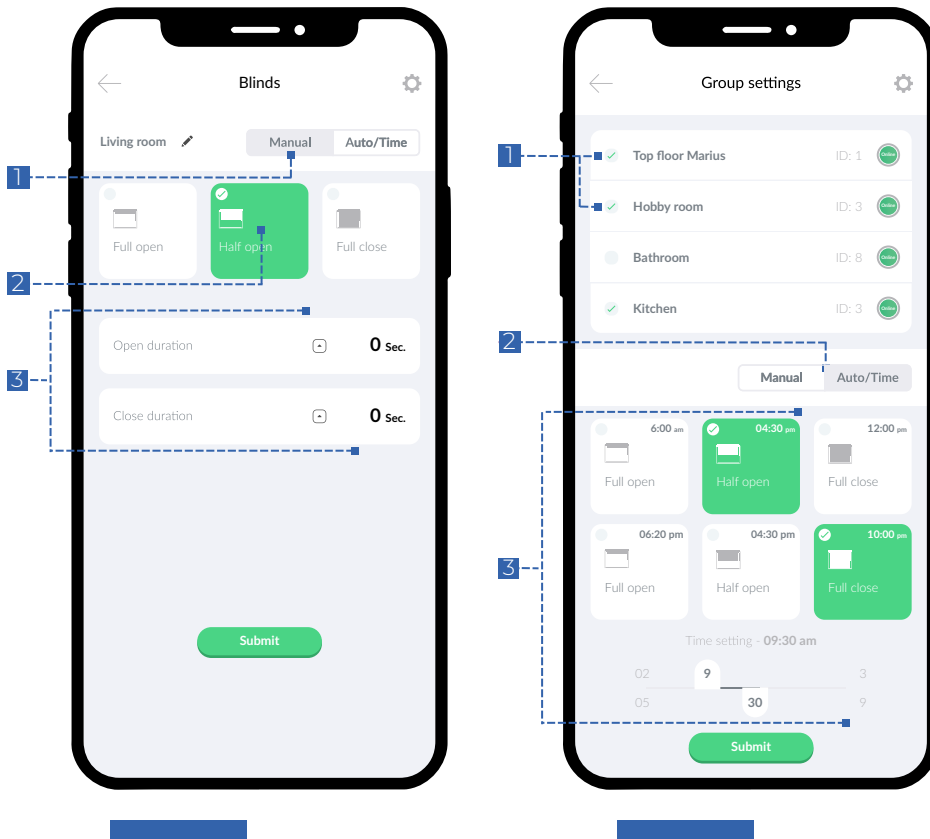 Blinds
Living room
Manual
Auto/Time
1
Full open
Half open
Full close
2
3
Open duration
0 Sec.
Close duration
0 Sec.
Submit
Group settings
1
Top floor Marius
ID: 1
Online
Hobby room
ID: 3
Online
Bathroom
ID: 8
Online
Kitchen
ID: 3
Online
2
Manual
Auto/Time
3
6:00 am
Full open
04:30 pm
Half open
12:00 pm
Full close
06:20 pm
Full open
04:30 pm
Half open
10:00 pm
Full close
Time setting - 09:30 am
02
9
3
05
30
9
Submit